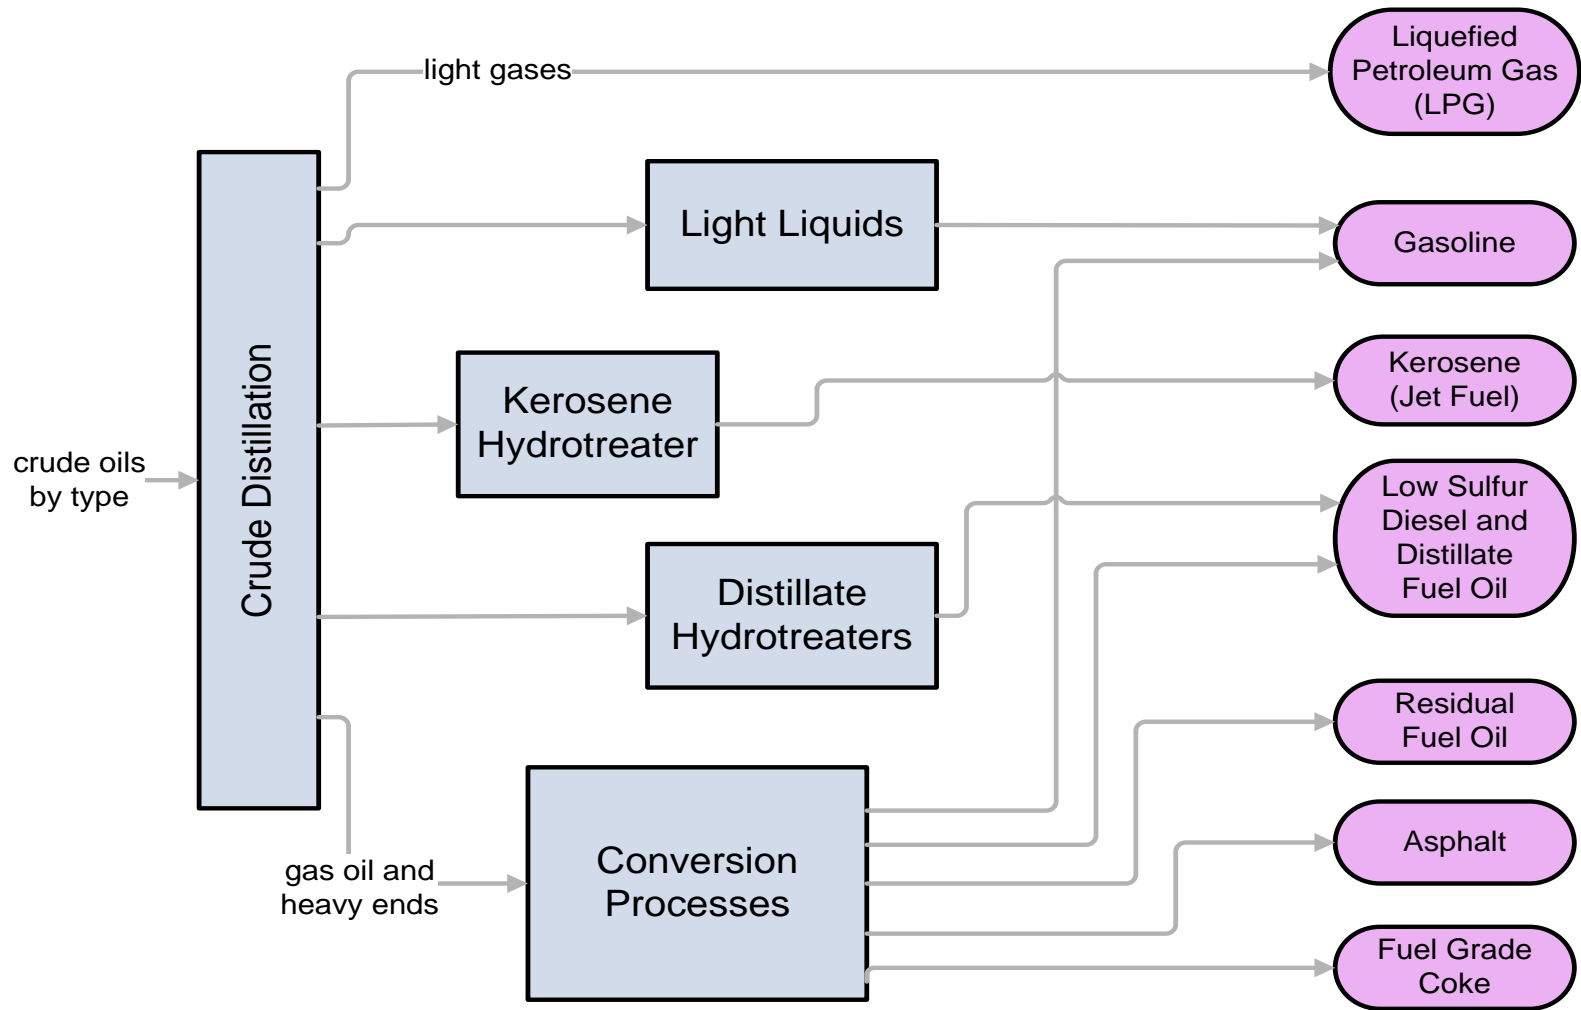 light gases
Liquefied
Petroleum Gas
(LPG)
Light Liquids
Gasoline
Crude Distillation
Kerosene
Hydrotreater
Kerosene
(Jet Fuel)
crude oils
by type
Distillate
Hydrotreaters
Low Sulfur
Diesel and
Distillate
Fuel Oil
Residual
Fuel Oil
gas oil and
heavy ends
Conversion
Processes
Asphalt
Fuel Grade
Coke